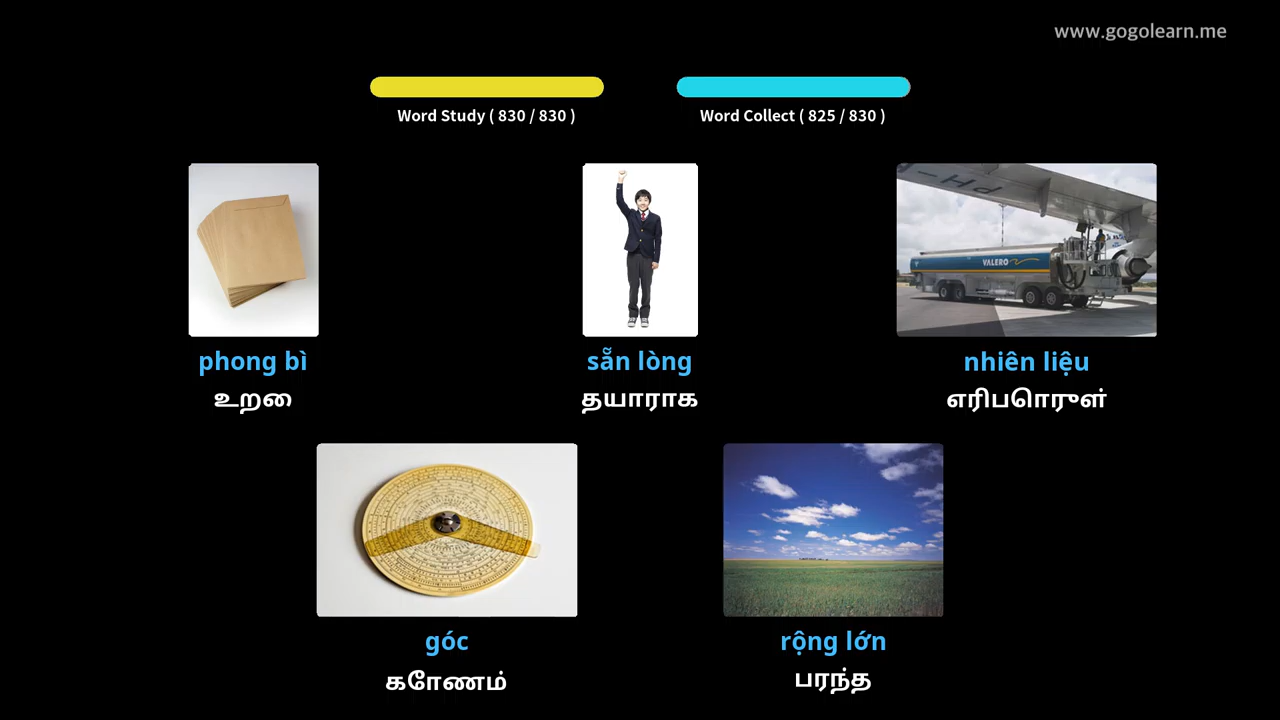 www.gogolearn.me
Word Study ( 830 / 830 )
Word Collect ( 825 / 830 )
PH-
VALERO
phong bì
sẵn lòng
nhiên liệu
உறை
தயாராக
எரிபொருள்
góc
rộng lớn
கோணம்
பரந்த